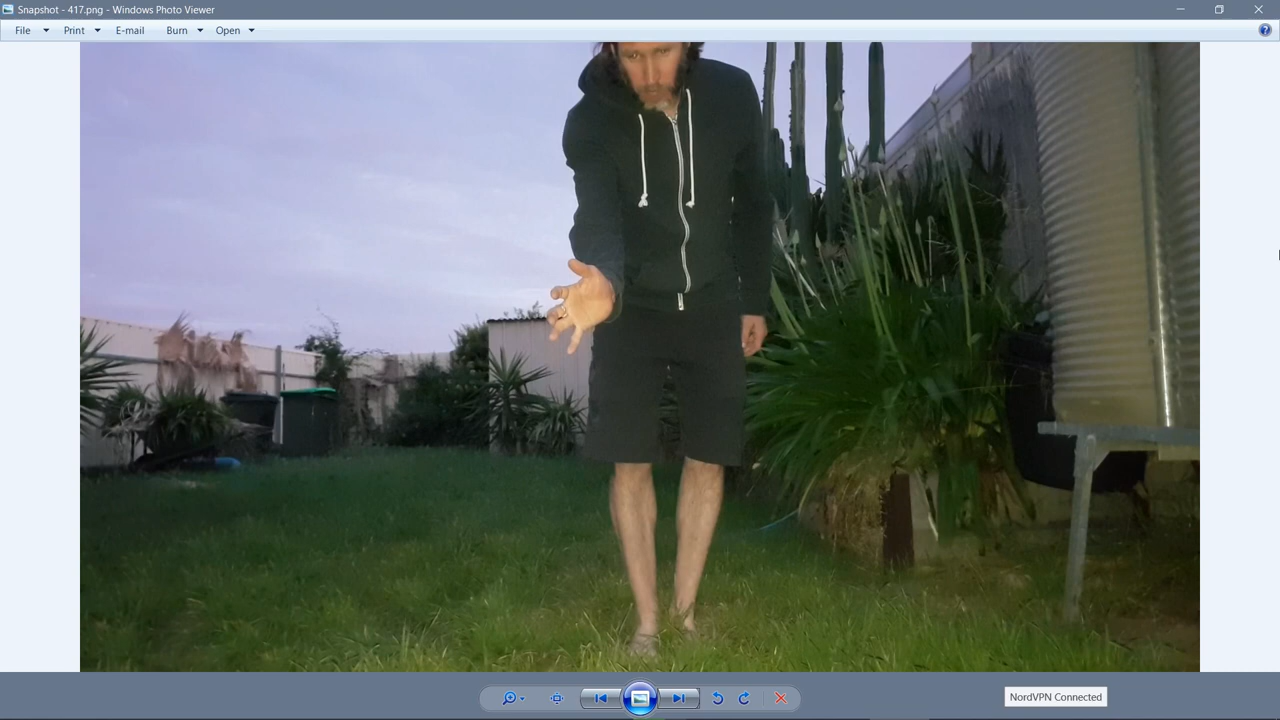 Snapshot - 417.png - Windows Photo Viewer
File Print E-mail Burn Open
NordVPN Connected